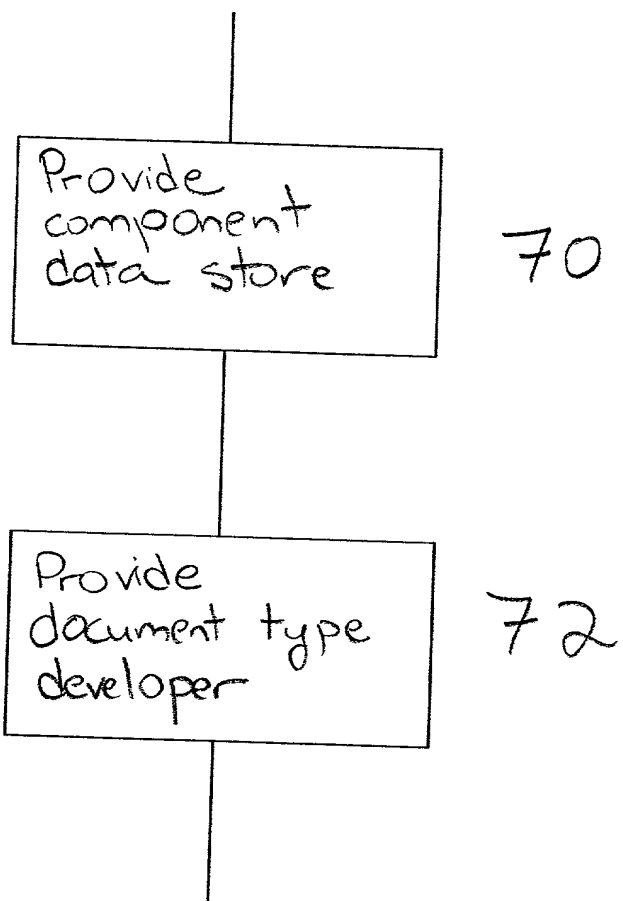 Provide
component
data store
70
Provide
document type
developer
72